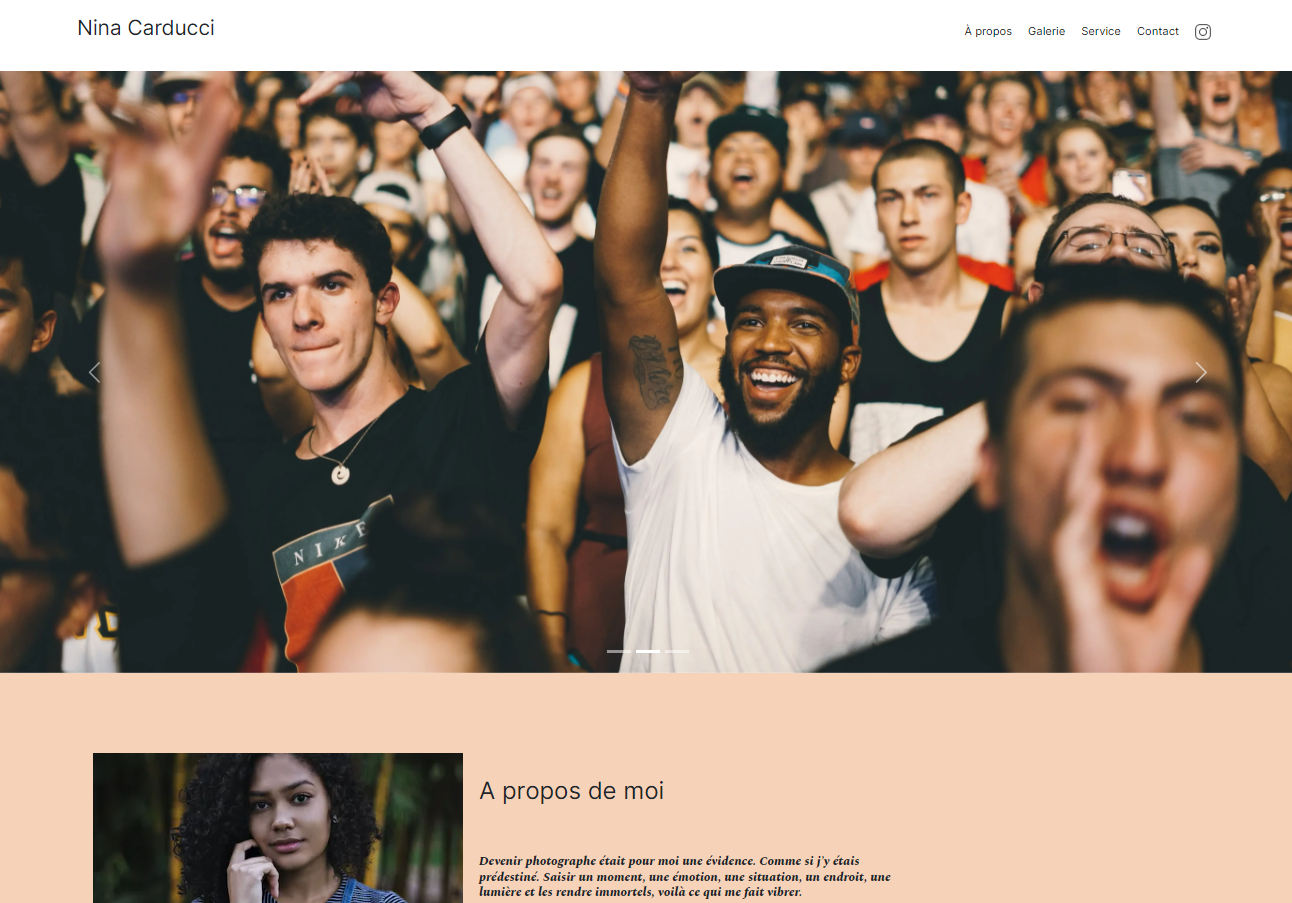 Nina Carducci
À propos Galerie Service Contact
NIKE
A propos de moi
Devenir photographe était pour moi une évidence. Comme si j'y étais
prédestiné. Saisir un moment, une émotion, une situation, un endroit, une
lumière et les rendre immortels, voilà ce qui me fait vibrer.